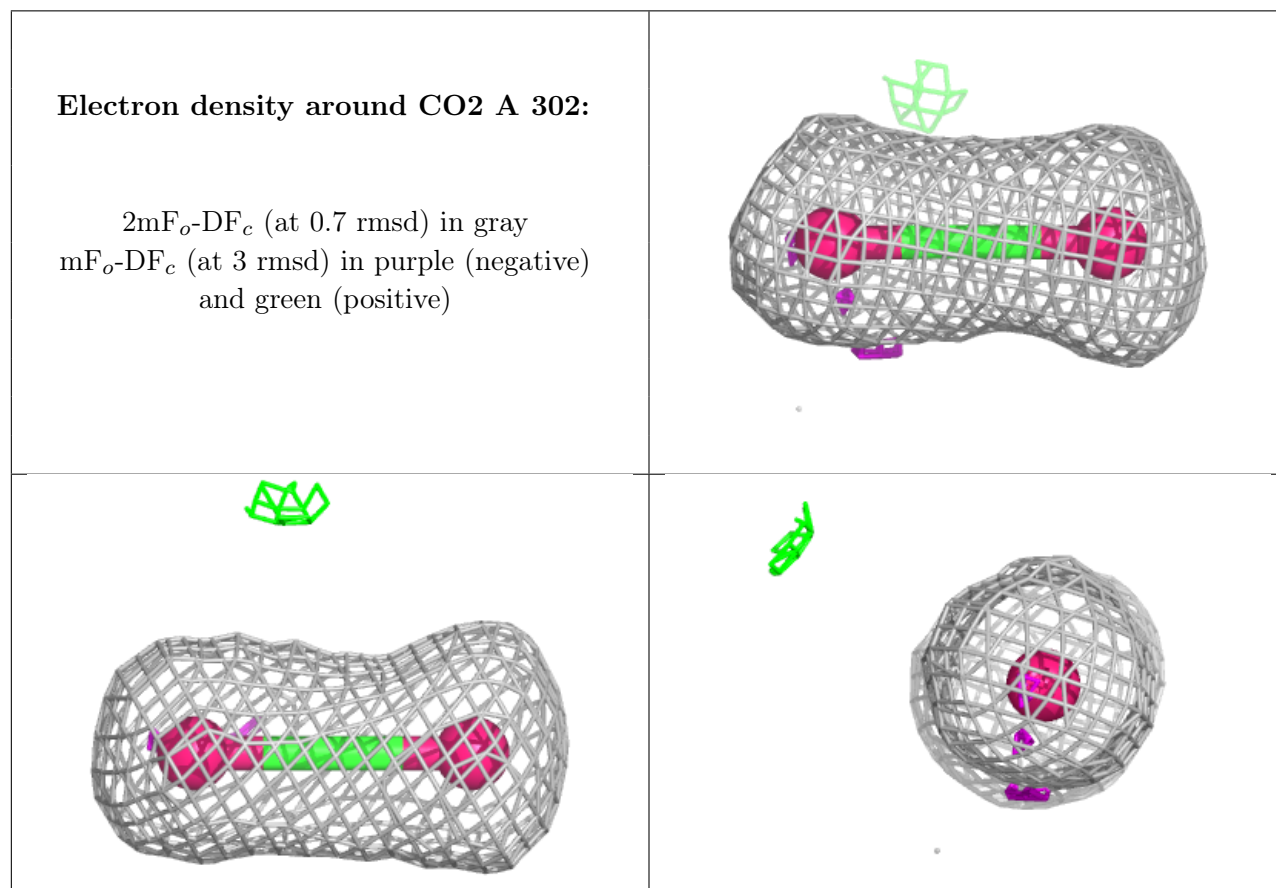 Electron density around CO2 A 302:
2mFo-DFc (at 0.7 rmsd) in gray
mFo-DFc (at 3 rmsd) in purple (negative)
and green (positive)